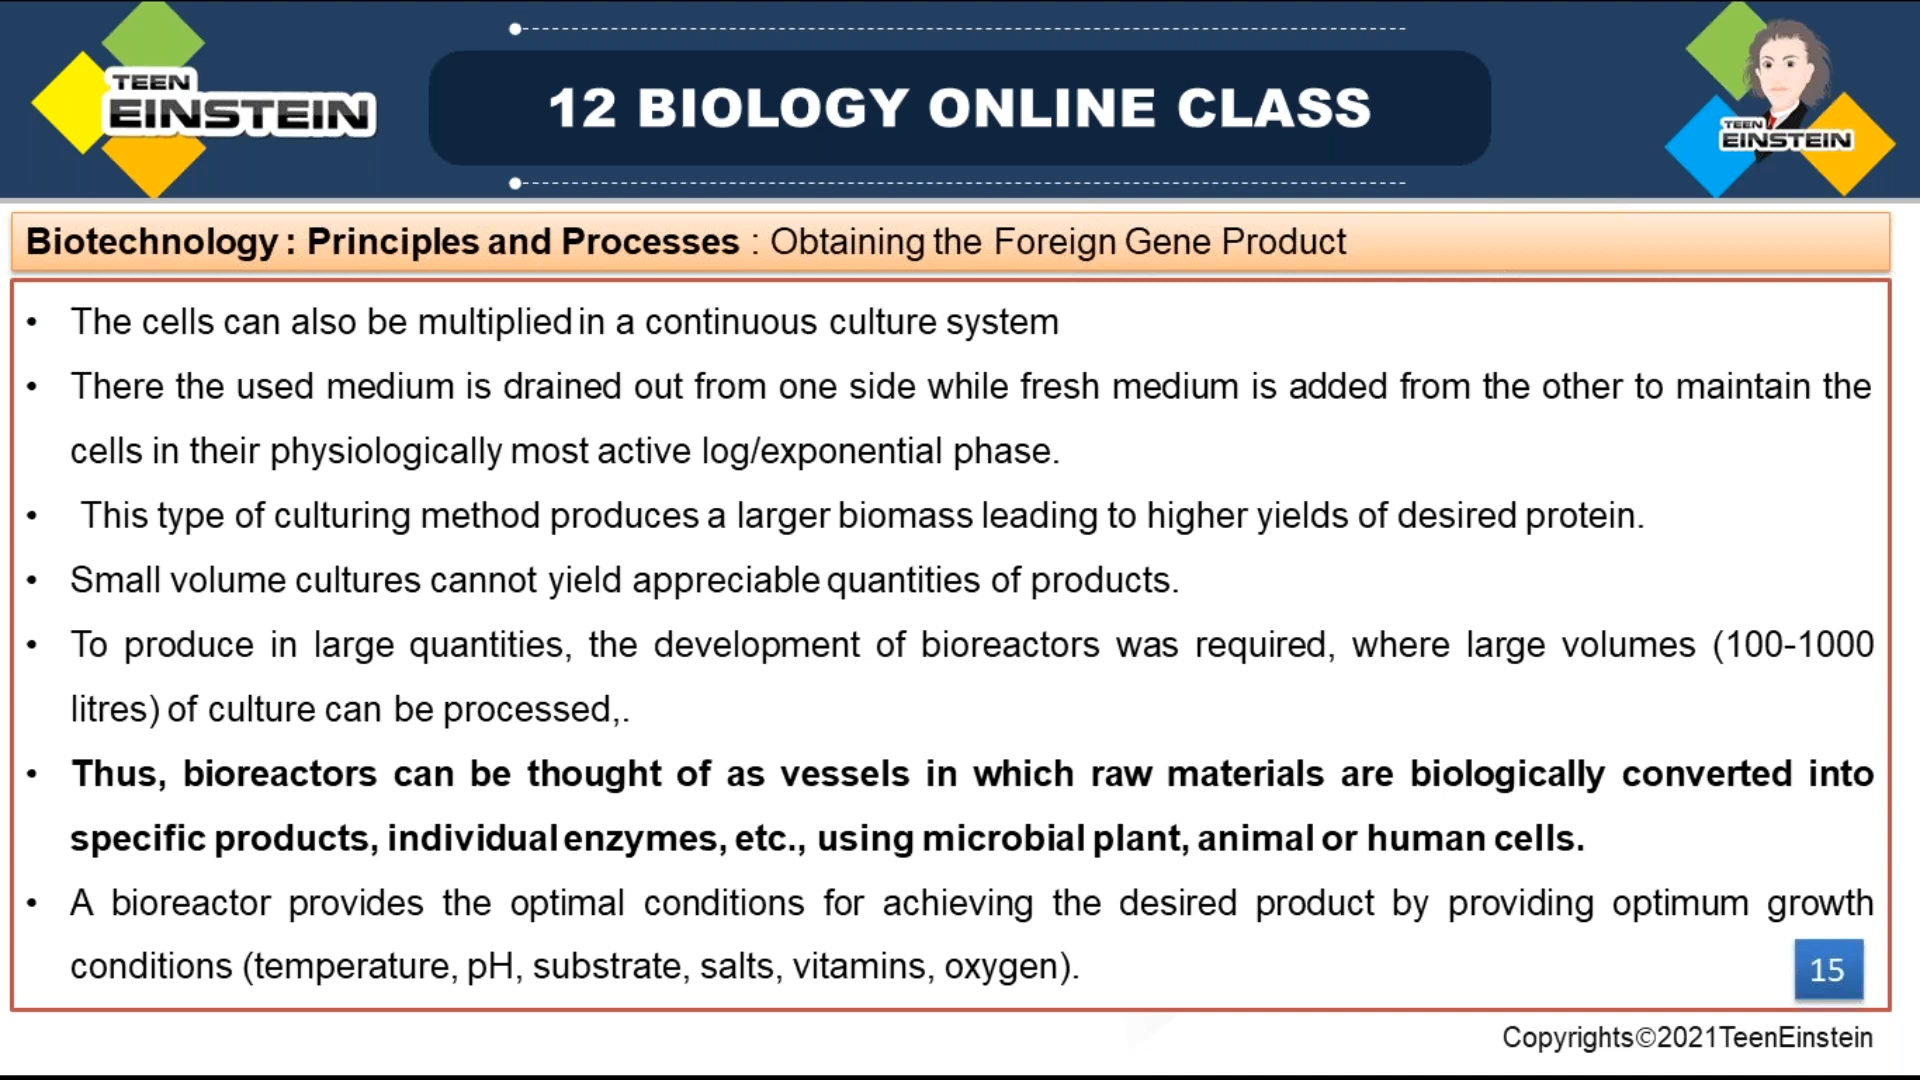 TEEN
EINSTEIN
12 BIOLOGY ONLINE CLASS
TEEN
EINSTEIN
Biotechnology : Principles and Processes : Obtaining the Foreign Gene Product
• The cells can also be multiplied in a continuous culture system
• There the used medium is drained out from one side while fresh medium is added from the other to maintain the
cells in their physiologically most active log/exponential phase.
• This type of culturing method produces a larger biomass leading to higher yields of desired protein.
• Small volume cultures cannot yield appreciable quantities of products.
• To produce in large quantities, the development of bioreactors was required, where large volumes (100-1000
litres) of culture can be processed,.
• Thus, bioreactors can be thought of as vessels in which raw materials are biologically converted into
specific products, individual enzymes, etc., using microbial plant, animal or human cells.
• A bioreactor provides the optimal conditions for achieving the desired product by providing optimum growth
conditions (temperature, pH, substrate, salts, vitamins, oxygen).
15
Copyrights©2021TeenEinstein